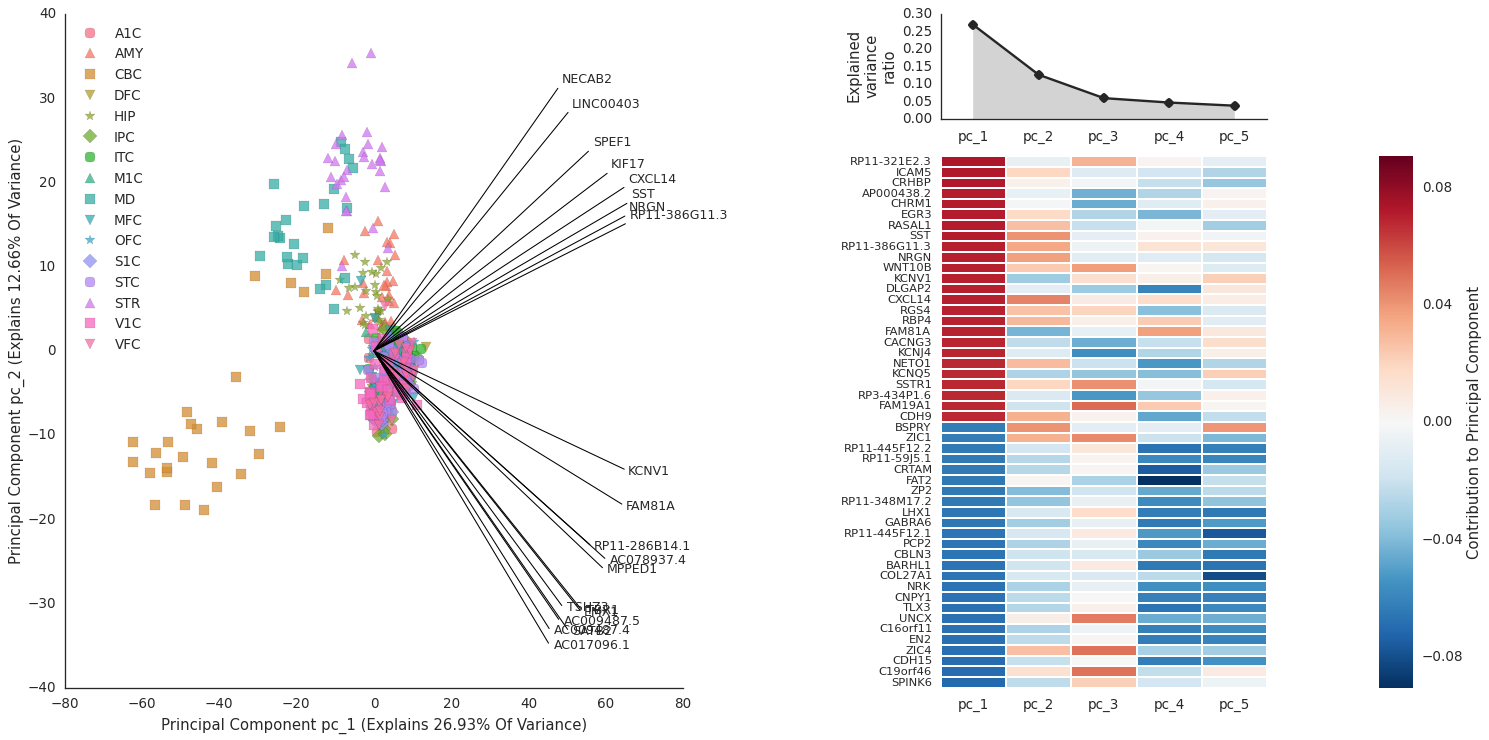 40
30
20
10
0
−10
−20
−30
−40
Principal Component pc_2 (Explains 12.66% Of Variance)
A1C
AMY
CBC
DFC
HIP
IPC
ITC
M1C
MD
MFC
OFC
S1C
STC
STR
V1C
VFC
NECAB2
LINC00403
SPEF1
KIF17
CXCL14
SST
NRGN
RP11-386G11.3
KCNV1
FAM81A
RP11-286B14.1
AC078937.4
MPPED1
TSHZ3
EMX1
AC009487.5
AC009487.4
SATB2
AC017096.1
−80
−60
−40
−20
0
20
40
60
80
Principal Component pc_1 (Explains 26.93% Of Variance)
Explained
variance
ratio
0.30
0.25
0.20
0.15
0.10
0.05
0.00
pc_1
pc_2
pc_3
pc_4
pc_5
RP11-321E2.3
ICAM5
CRHBP
AP000438.2
CHRM1
EGR3
RASAL1
SST
RP11-386G11.3
NRGN
WNT10B
KCNV1
DLGAP2
CXCL14
RGS4
RBP4
FAM81A
CACNG3
KCNJ4
NETO1
KCNQ5
SSTR1
RP3-434P1.6
FAM19A1
CDH9
BSPRY
ZIC1
RP11-445F12.2
RP11-59J5.1
CRTAM
FAT2
ZP2
RP11-348M17.2
LHX1
GABRA6
RP11-445F12.1
PCP2
CBLN3
BARHL1
COL27A1
NRK
CNPY1
TLX3
UNCX
C16orf11
EN2
ZIC4
CDH15
C19orf46
SPINK6
pc_1
pc_2
pc_3
pc_4
pc_5
0.08
0.04
0.00
−0.04
−0.08
Contribution to Principal Component